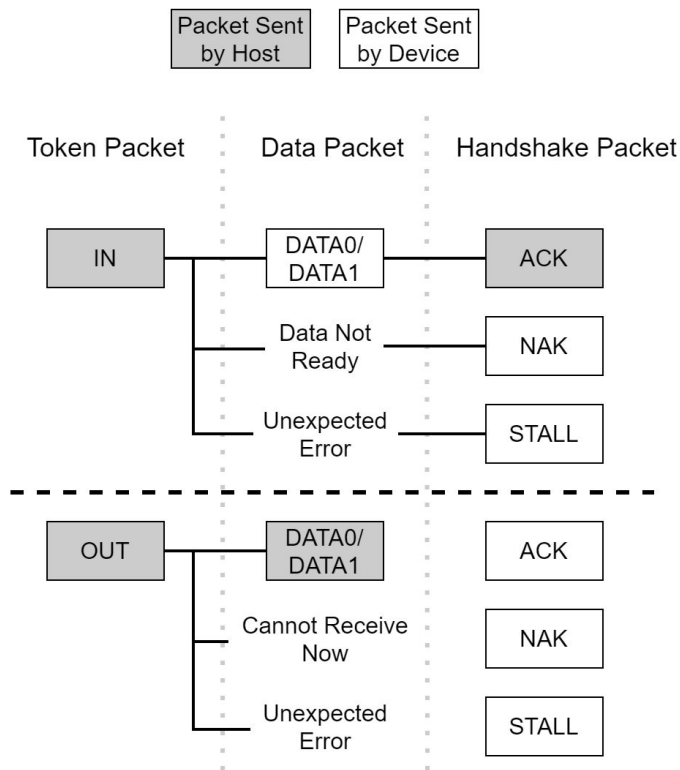 Packet Sent
by Host
Packet Sent
by Device
Token Packet
Data Packet
Handshake Packet
IN
DATA0/
DATA1
ACK
Data Not
Ready
NAK
Unexpected
Error
STALL
OUT
DATA0/
DATA1
ACK
Cannot Receive
Now
NAK
Unexpected
Error
STALL